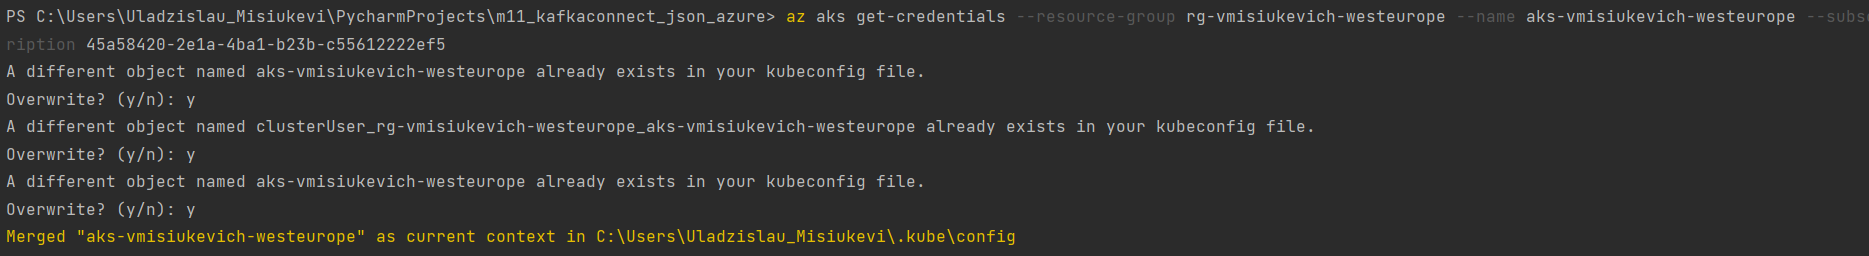 PS C:\Users\Uladzislau_Misiukevi\PycharmProjects\m11_kafkaconnect_json_azure> az aks get-credentials --resource-group rg-vmisiukevich-westeurope --name aks-vmisiukevich-westeurope --subsc
ription 45a58420-2e1a-4ba1-b23b-c55612222ef5
A different object named aks-vmisiukevich-westeurope already exists in your kubeconfig file.
Overwrite? (y/n): y
A different object named clusterUser_rg-vmisiukevich-westeurope_aks-vmisiukevich-westeurope already exists in your kubeconfig file.
Overwrite? (y/n): y
A different object named aks-vmisiukevich-westeurope already exists in your kubeconfig file.
Overwrite? (y/n): y
Merged "aks-vmisiukevich-westeurope" as current context in C:\Users\Uladzislau_Misiukevi\.kube\config